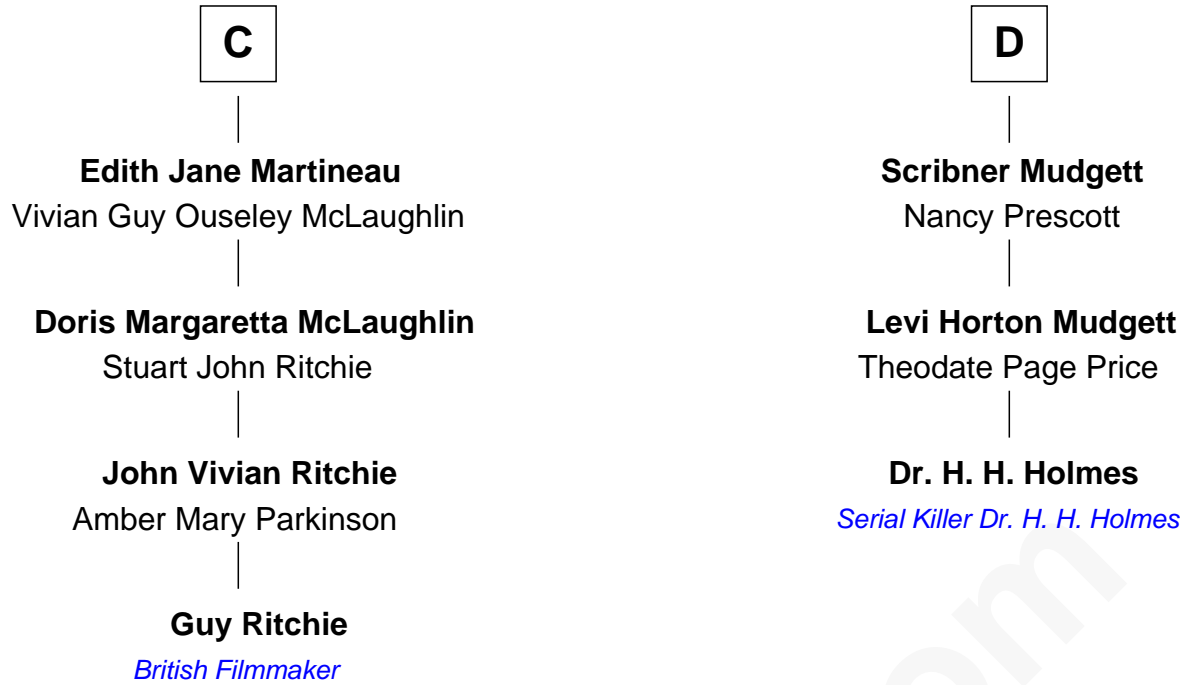 C
Edith Jane Martineau
Vivian Guy Ouseley McLaughlin
Doris Margaretta McLaughlin
Stuart John Ritchie
John Vivian Ritchie
Amber Mary Parkinson
Guy Ritchie
British Filmmaker
D
Scribner Mudgett
Nancy Prescott
Levi Horton Mudgett
Theodate Page Price
Dr. H. H. Holmes
Serial Killer Dr. H. H. Holmes
om